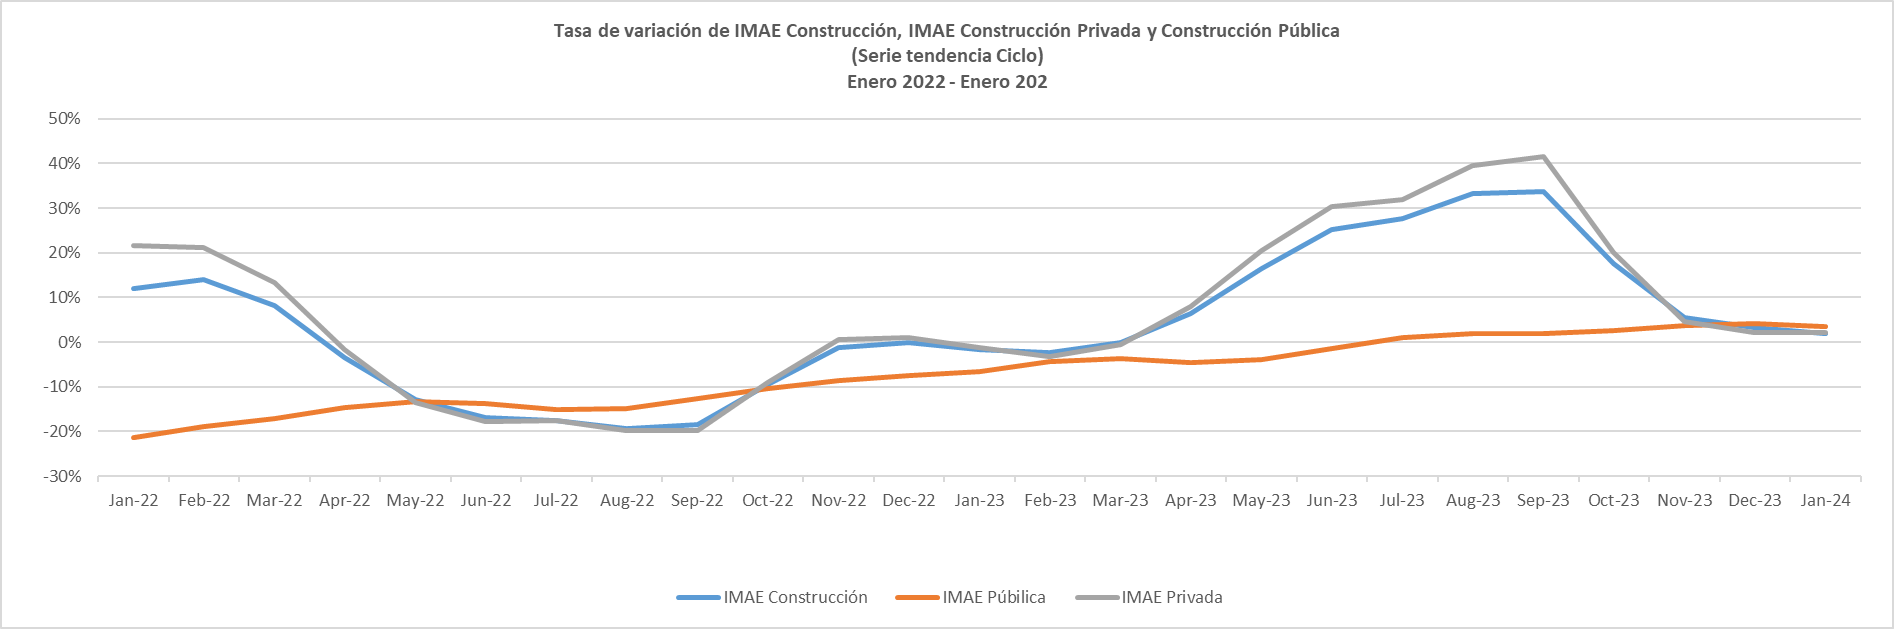 Tasa de variación de IMAE Construcción, IMAE Construcción Privada y Construcción Pública
(Serie tendencia Ciclo)
Enero 2022 - Enero 202
50%
40%
30%
20%
10%
0%
-10%
-20%
-30%
Jan-22 Feb-22 Mar-22 Apr-22 May-22 Jun-22 Jul-22 Aug-22 Sep-22 Oct-22 Nov-22 Dec-22 Jan-23 Feb-23 Mar-23 Apr-23 May-23 Jun-23 Jul-23 Aug-23 Sep-23 Oct-23 Nov-23 Dec-23 Jan-24
IMAE Construcción IMAE Púbilica IMAE Privada